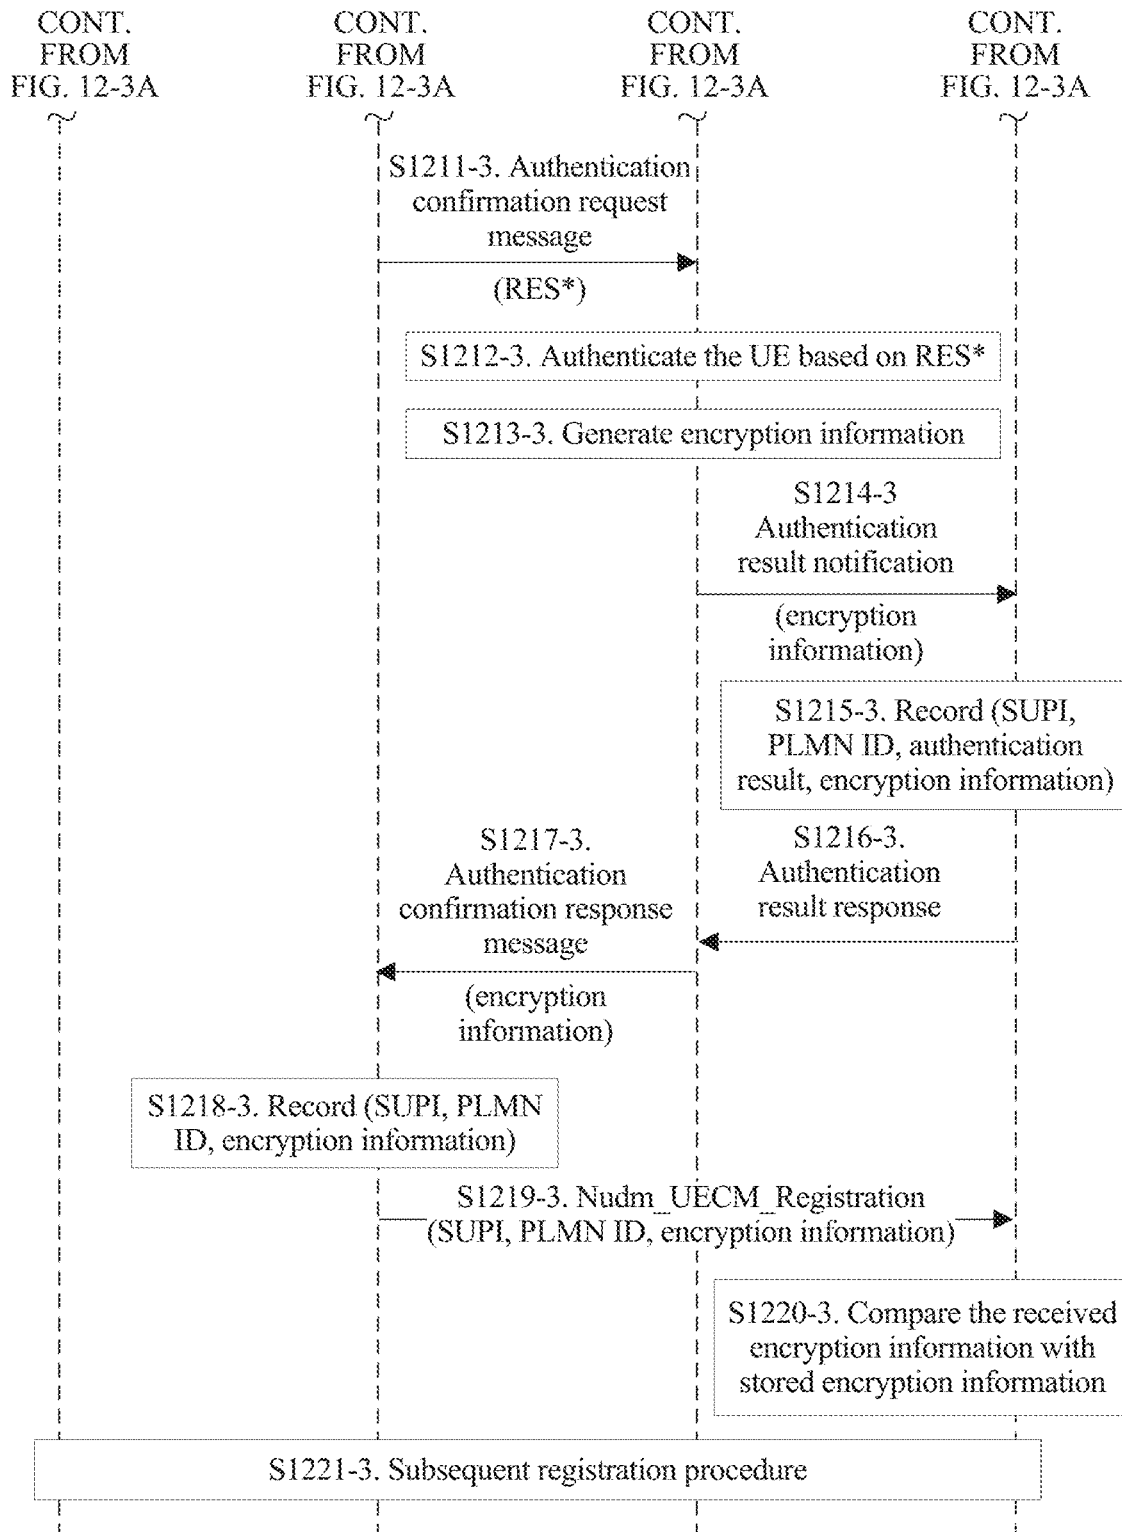 CONT.
FROM
FIG. 12-3A
CONT.
FROM
FIG. 12-3A
CONT.
FROM
FIG. 12-3A
CONT.
FROM
FIG. 12-3A
S1211-3. Authentication
confirmation request
message
(RES*)
S1212-3. Authenticate the UE based on RES*
S1213-3. Generate encryption information
S1214-3
Authentication
result notification
(encryption
information)
S1215-3. Record (SUPI,
PLMN ID, authentication
result, encryption information)
S1216-3.
Authentication
result response
S1217-3.
Authentication
confirmation response
message
(encryption
information)
S1218-3. Record (SUPI, PLMN
ID, encryption information)
S1219-3. Nudm_UECM_Registration
(SUPI, PLMN ID, encryption information)
S1220-3. Compare the received
encryption information with
stored encryption information
S1221-3. Subsequent registration procedure